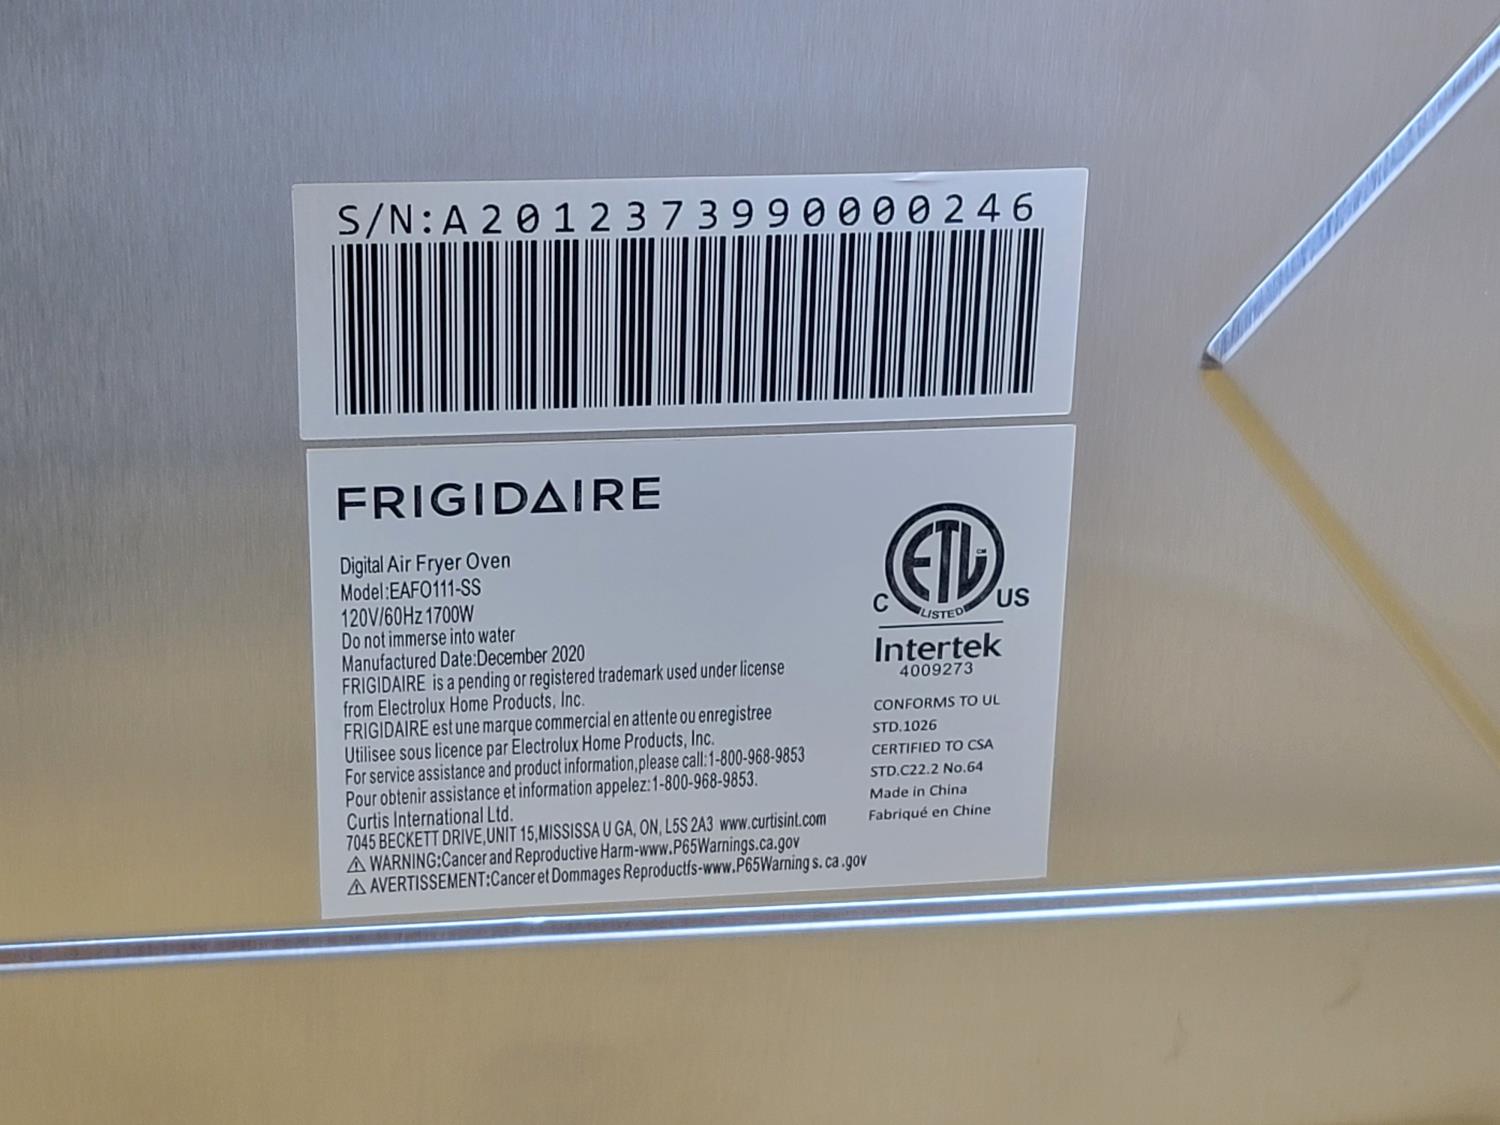 S/N:A2012373990000246
FRIGIDAIRE
Digital Air Fryer Oven
Model:EAFO111-SS
120V/60Hz 1700W
Do not immerse into water
Manufactured Date:December 2020
FRIGIDAIRE is a pending or registered trademark used under license
from Electrolux Home Products, Inc.
FRIGIDAIRE est une marque commercial en attente ou enregistree
Utilisee sous licence par Electrolux Home Products, Inc.
For service assistance and product information,please call:1-800-968-9853
Pour obtenir assistance et information appelez:1-800-968-9853.
Curtis International Ltd.
7045 BECKETT DRIVE,UNIT 15,MISSISSA U GA, ON, L5S 2A3 www.curtisint.com
⚠ WARNING:Cancer and Reproductive Harm-www.P65Warnings.ca.gov
⚠ AVERTISSEMENT:Cancer et Dommages Reproductfs-www.P65Warning s. ca .gov
ETL CM
C LISTED US
Intertek
4009273
CONFORMS TO UL
STD.1026
CERTIFIED TO CSA
STD.C22.2 No.64
Made in China
Fabriqué en Chine